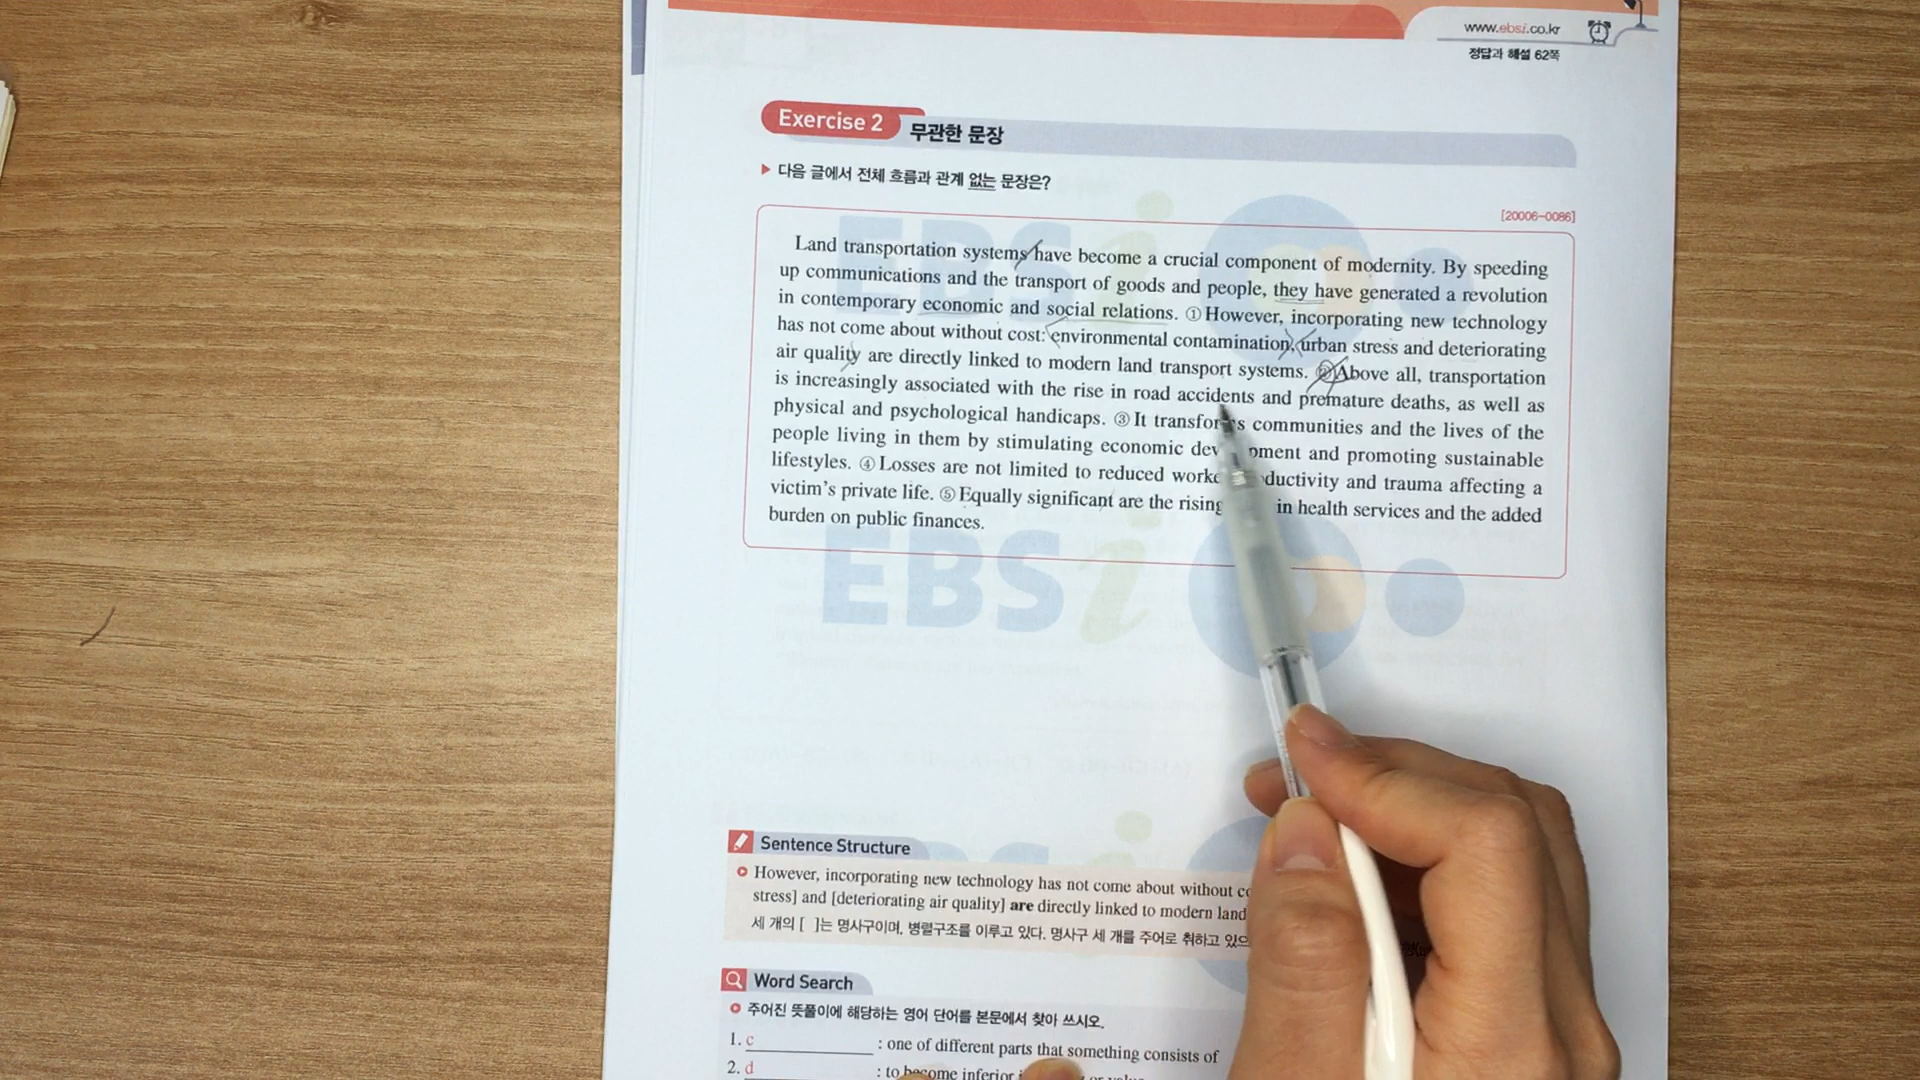 www.ebsi.co.kr
정답과 해설 62쪽
Exercise 2 무관한 문장
▶ 다음 글에서 전체 흐름과 관계 없는 문장은?
[20006-0086]
Land transportation systems have become a crucial component of modernity. By speeding
up communications and the transport of goods and people, they have generated a revolution
in contemporary economic and social relations. ① However, incorporating new technology
has not come about without cost: environmental contamination, urban stress and deteriorating
air quality are directly linked to modern land transport systems. ② Above all, transportation
is increasingly associated with the rise in road accidents and premature deaths, as well as
physical and psychological handicaps. ③ It transforms communities and the lives of the
people living in them by stimulating economic development and promoting sustainable
lifestyles. ④ Losses are not limited to reduced productivity and trauma affecting a
victim's private life. ⑤ Equally significant are the rising in health services and the added
burden on public finances.
EBSi
EBSi
Sentence Structure
However, incorporating new technology has not come about without
stress] and [deteriorating air quality] are directly linked to modern land
세 개의 [ ]는 명사구이며, 병렬구조를 이루고 있다. 명사구 세 개를 주어로 취하고
Word Search
주어진 뜻풀이에 해당하는 영어 단어를 본문에서 찾아 쓰시오.
1. c : one of different parts that something consists of
2. d : to become inferior